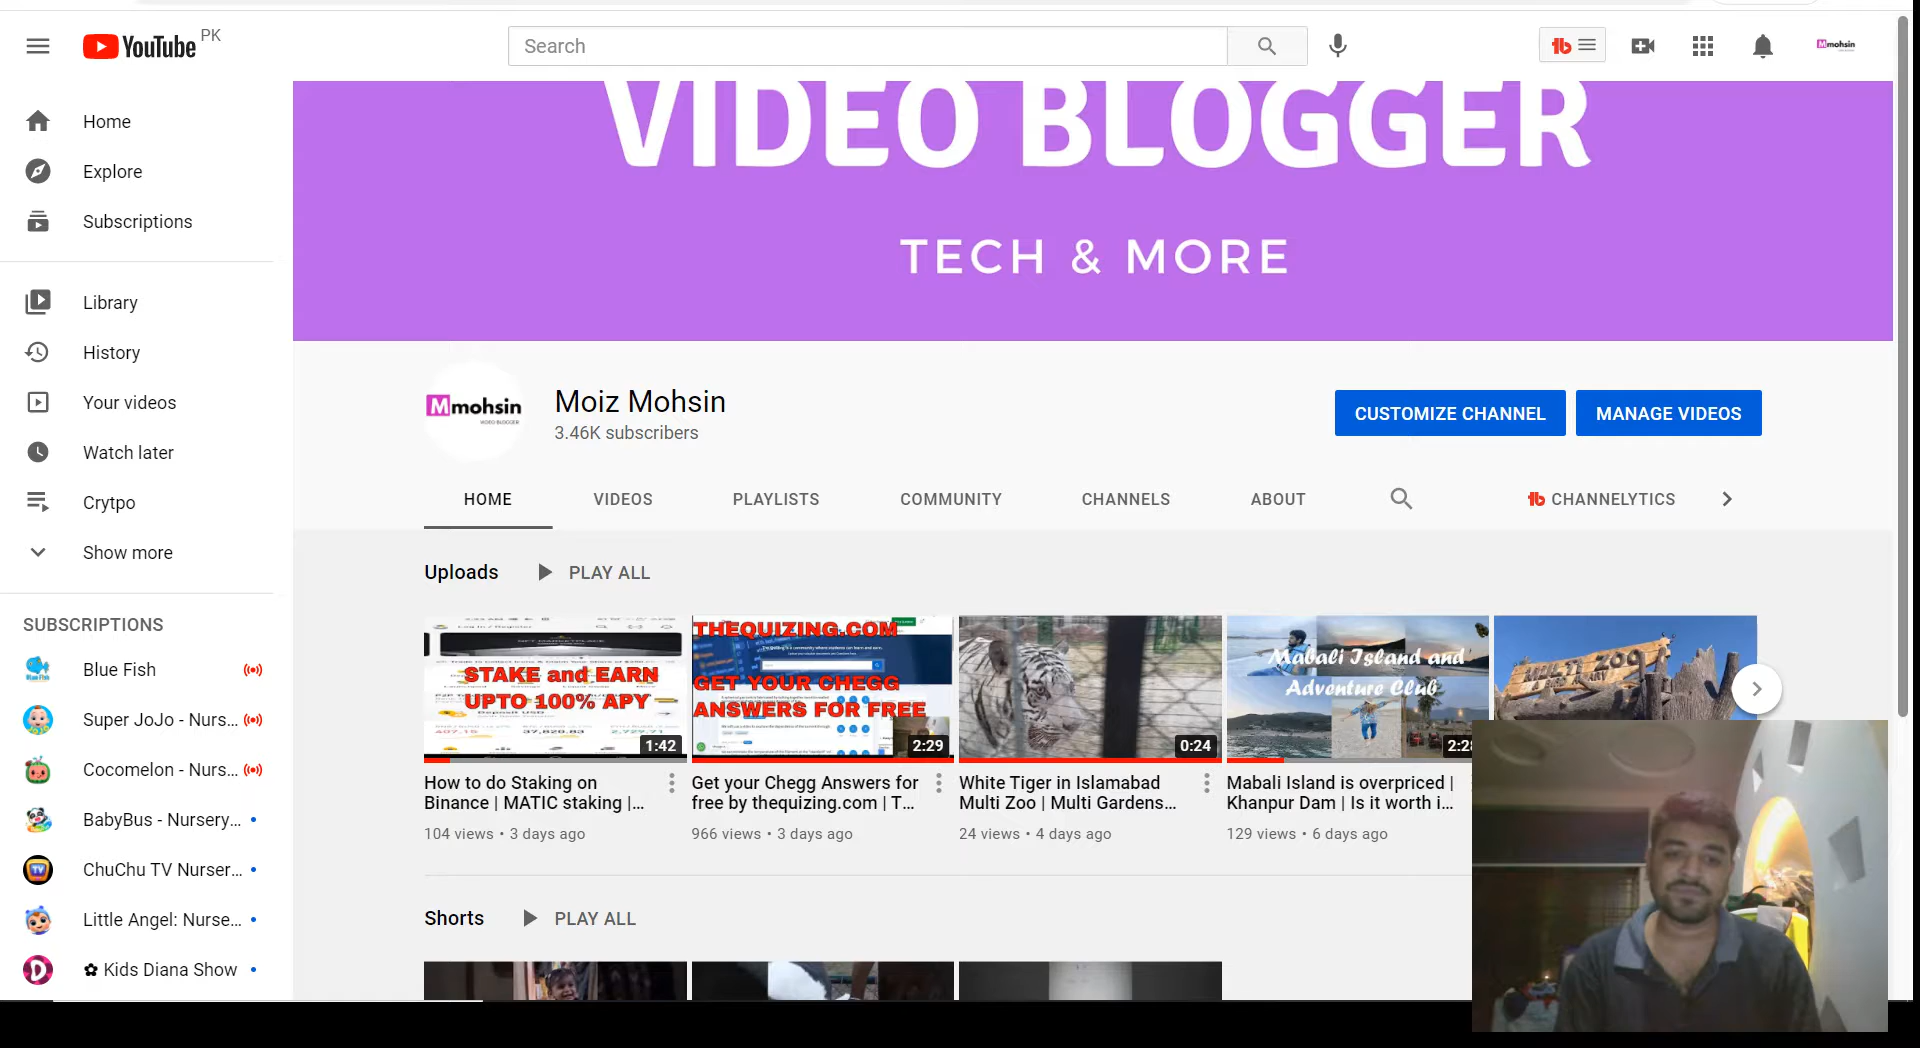 YouTube PK
Search
Mmohsin
Home
Explore
Subscriptions
Library
History
Your videos
Watch later
Crytpo
Show more
SUBSCRIPTIONS
Blue Fish
Super JoJo - Nurs...
Cocomelon - Nurs...
BabyBus - Nursery...
ChuChu TV Nurser...
Little Angel: Nurse...
✿ Kids Diana Show
VIDEO BLOGGER
TECH & MORE
Mmohsin
VIDEO BLOGGER
Moiz Mohsin
3.46K subscribers
CUSTOMIZE CHANNEL
MANAGE VIDEOS
HOME
VIDEOS
PLAYLISTS
COMMUNITY
CHANNELS
ABOUT
CHANNELYTICS
Uploads
PLAY ALL
STAKE and EARN
UPTO 100% APY
1:42
How to do Staking on
Binance | MATIC staking |...
104 views • 3 days ago
THEQUIZING.COM
GET YOUR CHEGG
ANSWERS FOR FREE
2:29
Get your Chegg Answers for
free by thequizing.com | T...
966 views • 3 days ago
0:24
White Tiger in Islamabad
Multi Zoo | Multi Gardens...
24 views • 4 days ago
Mabali Island and
Adventure Club
Mabali Island is overpriced |
Khanpur Dam | Is it worth i...
129 views • 6 days ago
Shorts
PLAY ALL